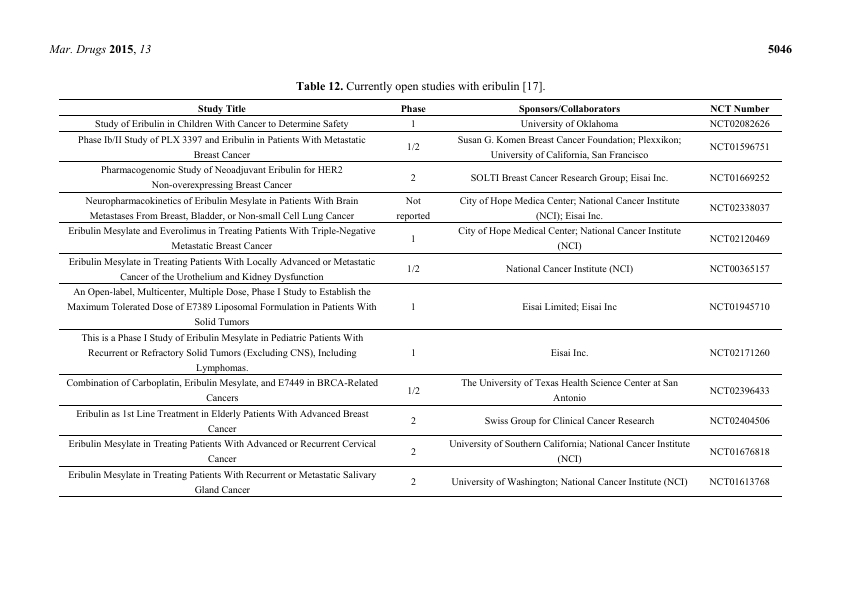 Mar. Drugs 2015, 13 5046
Table 12. Currently open studies with eribulin [17].
Study Title Phase Sponsors/Collaborators NCT Number
Study of Eribulin in Children With Cancer to Determine Safety 1 University of Oklahoma NCT02082626
Phase Ib/II Study of PLX 3397 and Eribulin in Patients With Metastatic
Breast Cancer
1/2
Susan G. Komen Breast Cancer Foundation; Plexxikon;
University of California, San Francisco
NCT01596751
Pharmacogenomic Study of Neoadjuvant Eribulin for HER2
Non-overexpressing Breast Cancer
2
SOLTI Breast Cancer Research Group; Eisai Inc.
NCT01669252
Neuropharmacokinetics of Eribulin Mesylate in Patients With Brain
Metastases From Breast, Bladder, or Non-small Cell Lung Cancer
Not
reported
City of Hope Medica Center; National Cancer Institute
(NCI); Eisai Inc.
NCT02338037
Eribulin Mesylate and Everolimus in Treating Patients With Triple-Negative
Metastatic Breast Cancer
1
City of Hope Medical Center; National Cancer Institute
(NCI)
NCT02120469
Eribulin Mesylate in Treating Patients With Locally Advanced or Metastatic
Cancer of the Urothelium and Kidney Dysfunction
1/2
National Cancer Institute (NCI)
NCT00365157
An Open-label, Multicenter, Multiple Dose, Phase I Study to Establish the
Maximum Tolerated Dose of E7389 Liposomal Formulation in Patients With
Solid Tumors
1
Eisai Limited; Eisai Inc
NCT01945710
This is a Phase I Study of Eribulin Mesylate in Pediatric Patients With
Recurrent or Refractory Solid Tumors (Excluding CNS), Including
Lymphomas.
1
Eisai Inc.
NCT02171260
Combination of Carboplatin, Eribulin Mesylate, and E7449 in BRCA-Related
Cancers
1/2
The University of Texas Health Science Center at San
Antonio
NCT02396433
Eribulin as 1st Line Treatment in Elderly Patients With Advanced Breast
Cancer
2
Swiss Group for Clinical Cancer Research
NCT02404506
Eribulin Mesylate in Treating Patients With Advanced or Recurrent Cervical
Cancer
2
University of Southern California; National Cancer Institute
(NCI)
NCT01676818
Eribulin Mesylate in Treating Patients With Recurrent or Metastatic Salivary
Gland Cancer
2
University of Washington; National Cancer Institute (NCI)
NCT01613768